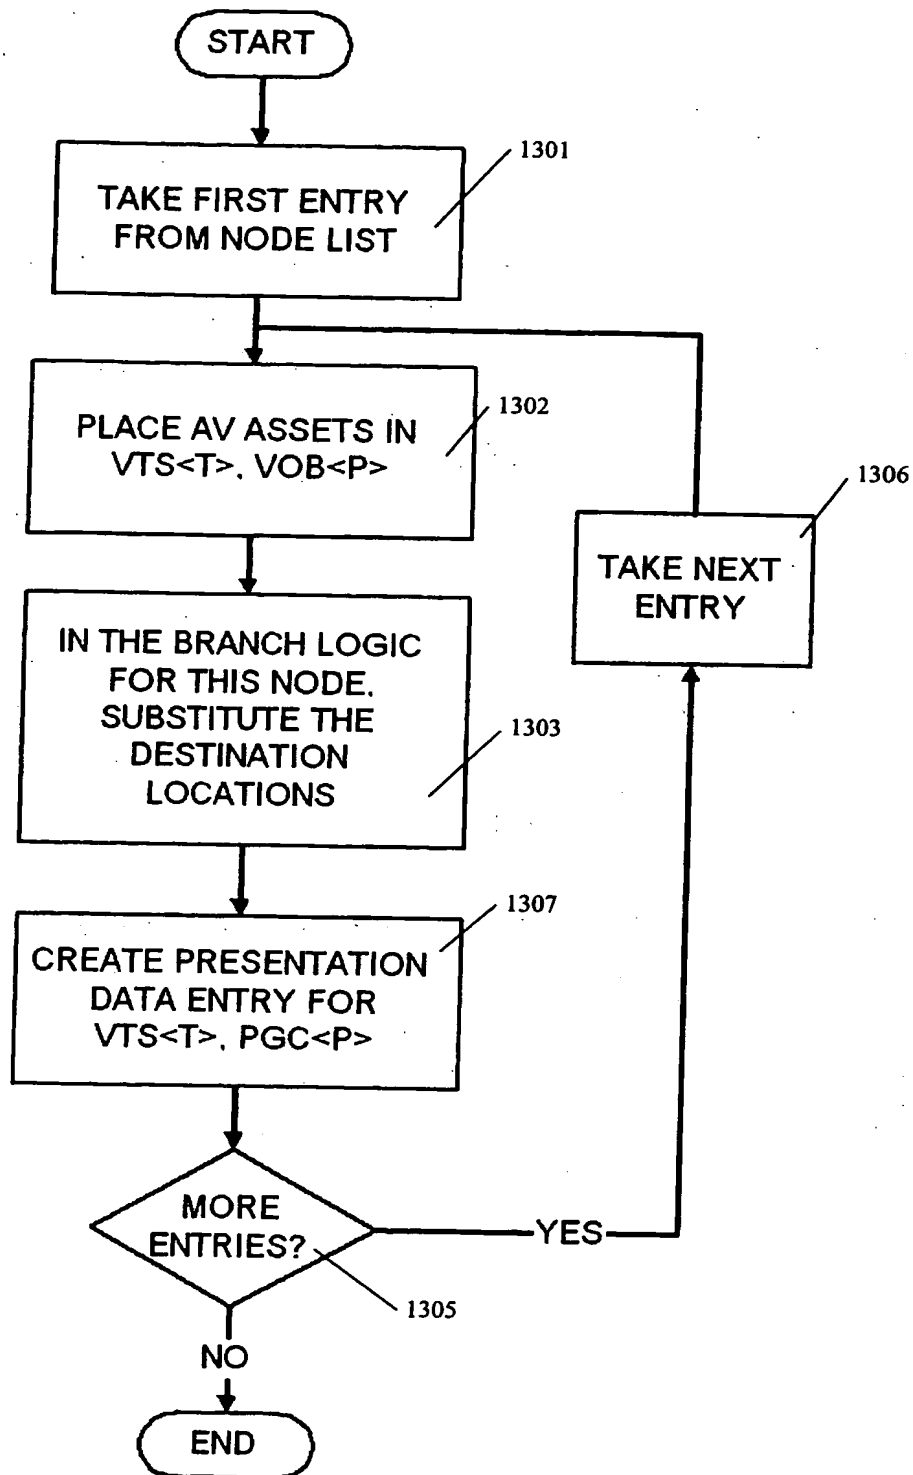 START
1301
TAKE FIRST ENTRY
FROM NODE LIST
1302
PLACE AV ASSETS IN
VTS<T>, VOB<P>
1306
TAKE NEXT
ENTRY
IN THE BRANCH LOGIC
FOR THIS NODE,
SUBSTITUTE THE
DESTINATION
LOCATIONS
1303
1307
CREATE PRESENTATION
DATA ENTRY FOR
VTS<T>, PGC<P>
MORE
ENTRIES?
YES
1305
NO
END